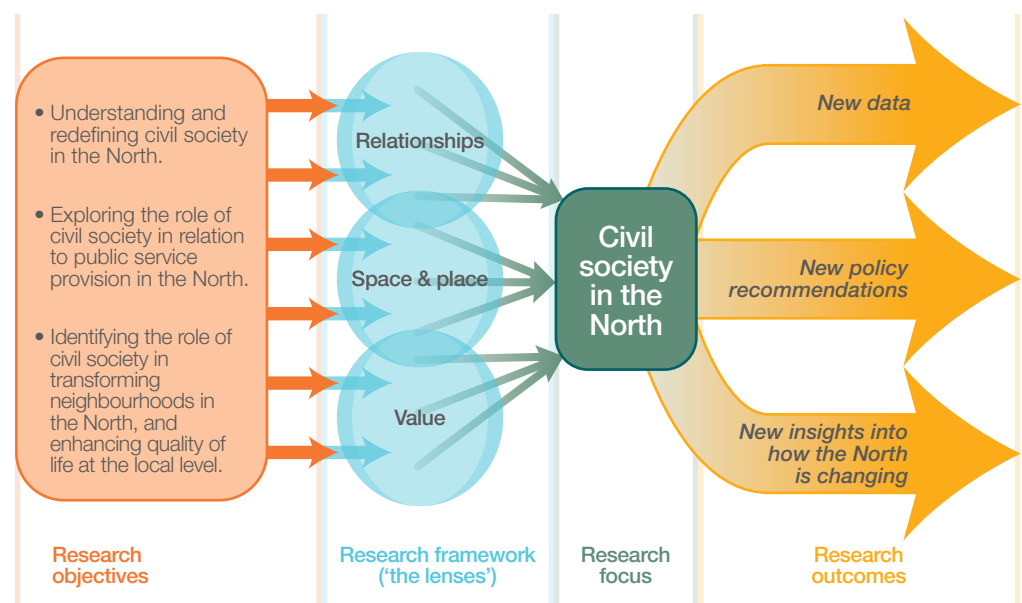 • Understanding and
redefining civil society
in the North.
• Exploring the role of
civil society in relation
to public service
provision in the North.
• Identifying the role of
civil society in
transforming
neighbourhoods in
the North, and
enhancing quality of
life at the local level.
Relationships
Space & place
Value
Civil
society
in the
North
New data
New policy
recommendations
New insights into
how the North
is changing
Research
objectives
Research framework
(‘the lenses’)
Research
focus
Research
outcomes